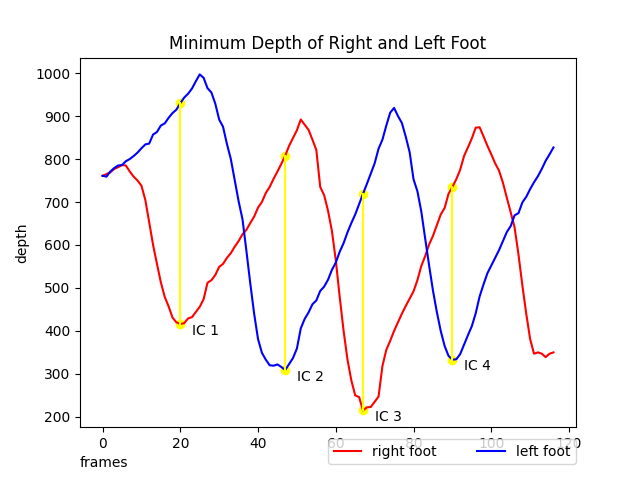 Minimum Depth of Right and Left Foot
depth
1000
900
800
700
600
500
400
300
200
IC 1
IC 2
IC 3
IC 4
0 20 40 60 80 100 120
frames
right foot left foot